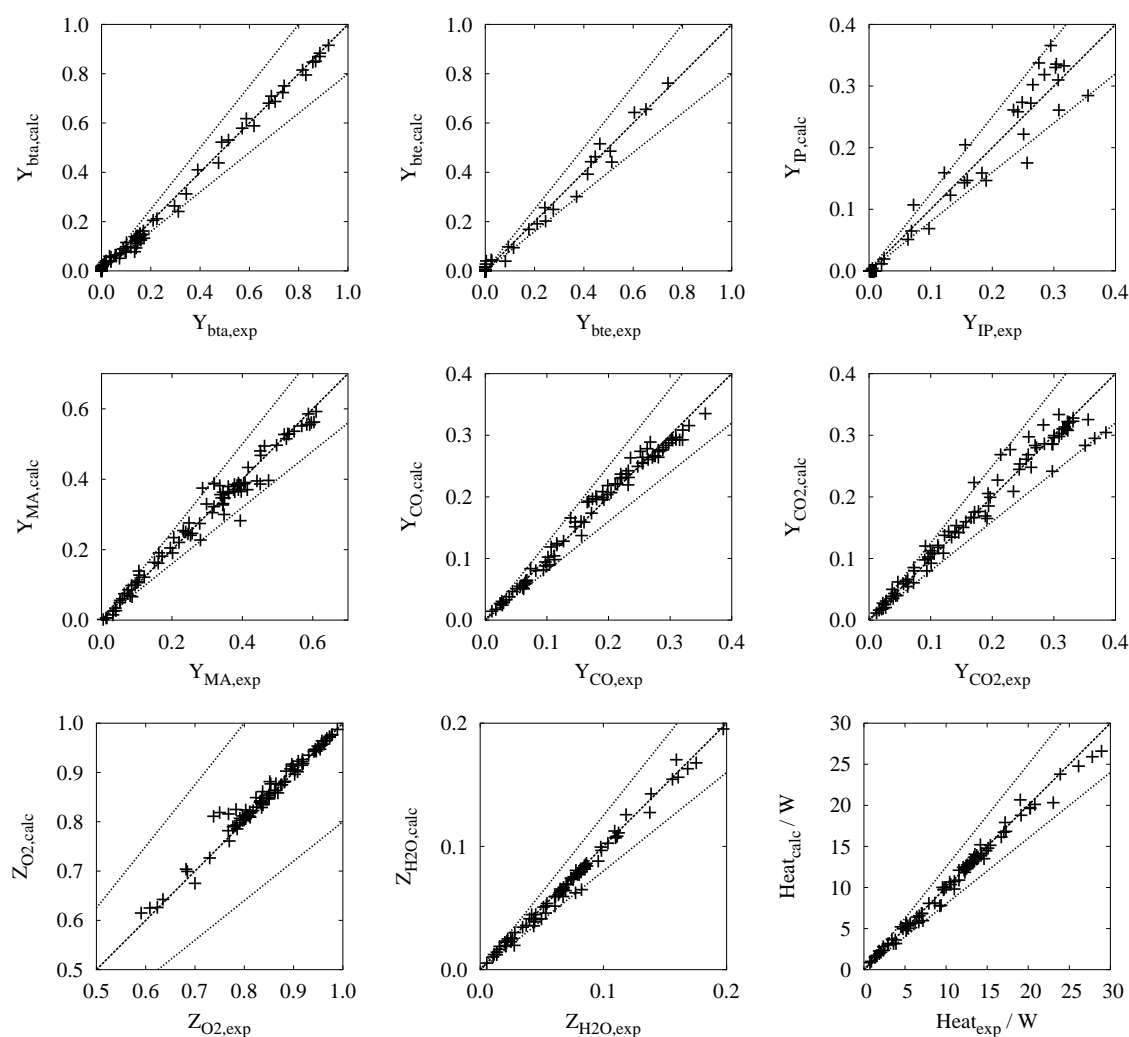 1.0
0.8
0.6
0.4
0.2
0.0
Y_bta,calc
0.0 0.2 0.4 0.6 0.8 1.0
Y_bta,exp
1.0
0.8
0.6
0.4
0.2
0.0
Y_bte,calc
0.0 0.2 0.4 0.6 0.8 1.0
Y_bte,exp
0.4
0.3
0.2
0.1
0.0
Y_IP,calc
0.0 0.1 0.2 0.3 0.4
Y_IP,exp
0.6
0.4
0.2
0.0
Y_MA,calc
0.0 0.2 0.4 0.6
Y_MA,exp
0.4
0.3
0.2
0.1
0.0
Y_CO,calc
0.0 0.1 0.2 0.3 0.4
Y_CO,exp
0.4
0.3
0.2
0.1
0.0
Y_CO2,calc
0.0 0.1 0.2 0.3 0.4
Y_CO2,exp
1.0
0.9
0.8
0.7
0.6
0.5
Z_O2,calc
0.5 0.6 0.7 0.8 0.9 1.0
Z_O2,exp
0.2
0.1
0.0
Z_H2O,calc
0.0 0.1 0.2
Z_H2O,exp
30
25
20
15
10
5
0
Heat_calc / W
0 5 10 15 20 25 30
Heat_exp / W